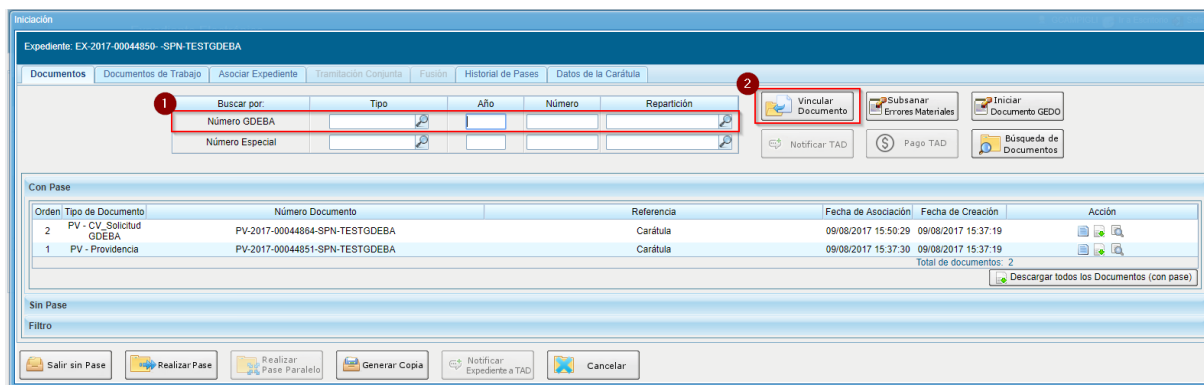 Iniciación
Expediente: EX-2017-00044850- -SPN-TESTGDEBA
Documentos Documentos de Trabajo Asociar Expediente Tramitación Conjunta Fusión Historial de Pases Datos de la Carátula
1
2
Buscar por: Tipo Año Número Repartición
Número GDEBA
Número Especial
Vincular Documento
Subsanar Errores Materiales
Iniciar Documento GEDO
Notificar TAD
Pago TAD
Búsqueda de Documentos
Con Pase
Orden Tipo de Documento Número Documento Referencia Fecha de Asociación Fecha de Creación Acción
2 PV - CV_Solicitud GDEBA PV-2017-00044864-SPN-TESTGDEBA Carátula 09/08/2017 15:50:29 09/08/2017 15:37:19
1 PV - Providencia PV-2017-00044851-SPN-TESTGDEBA Carátula 09/08/2017 15:37:30 09/08/2017 15:37:19
Total de documentos: 2
Descargar todos los Documentos (con pase)
Sin Pase
Filtro
Salir sin Pase
Realizar Pase
Realizar Pase Paralelo
Generar Copia
Notificar Expediente a TAD
Cancelar